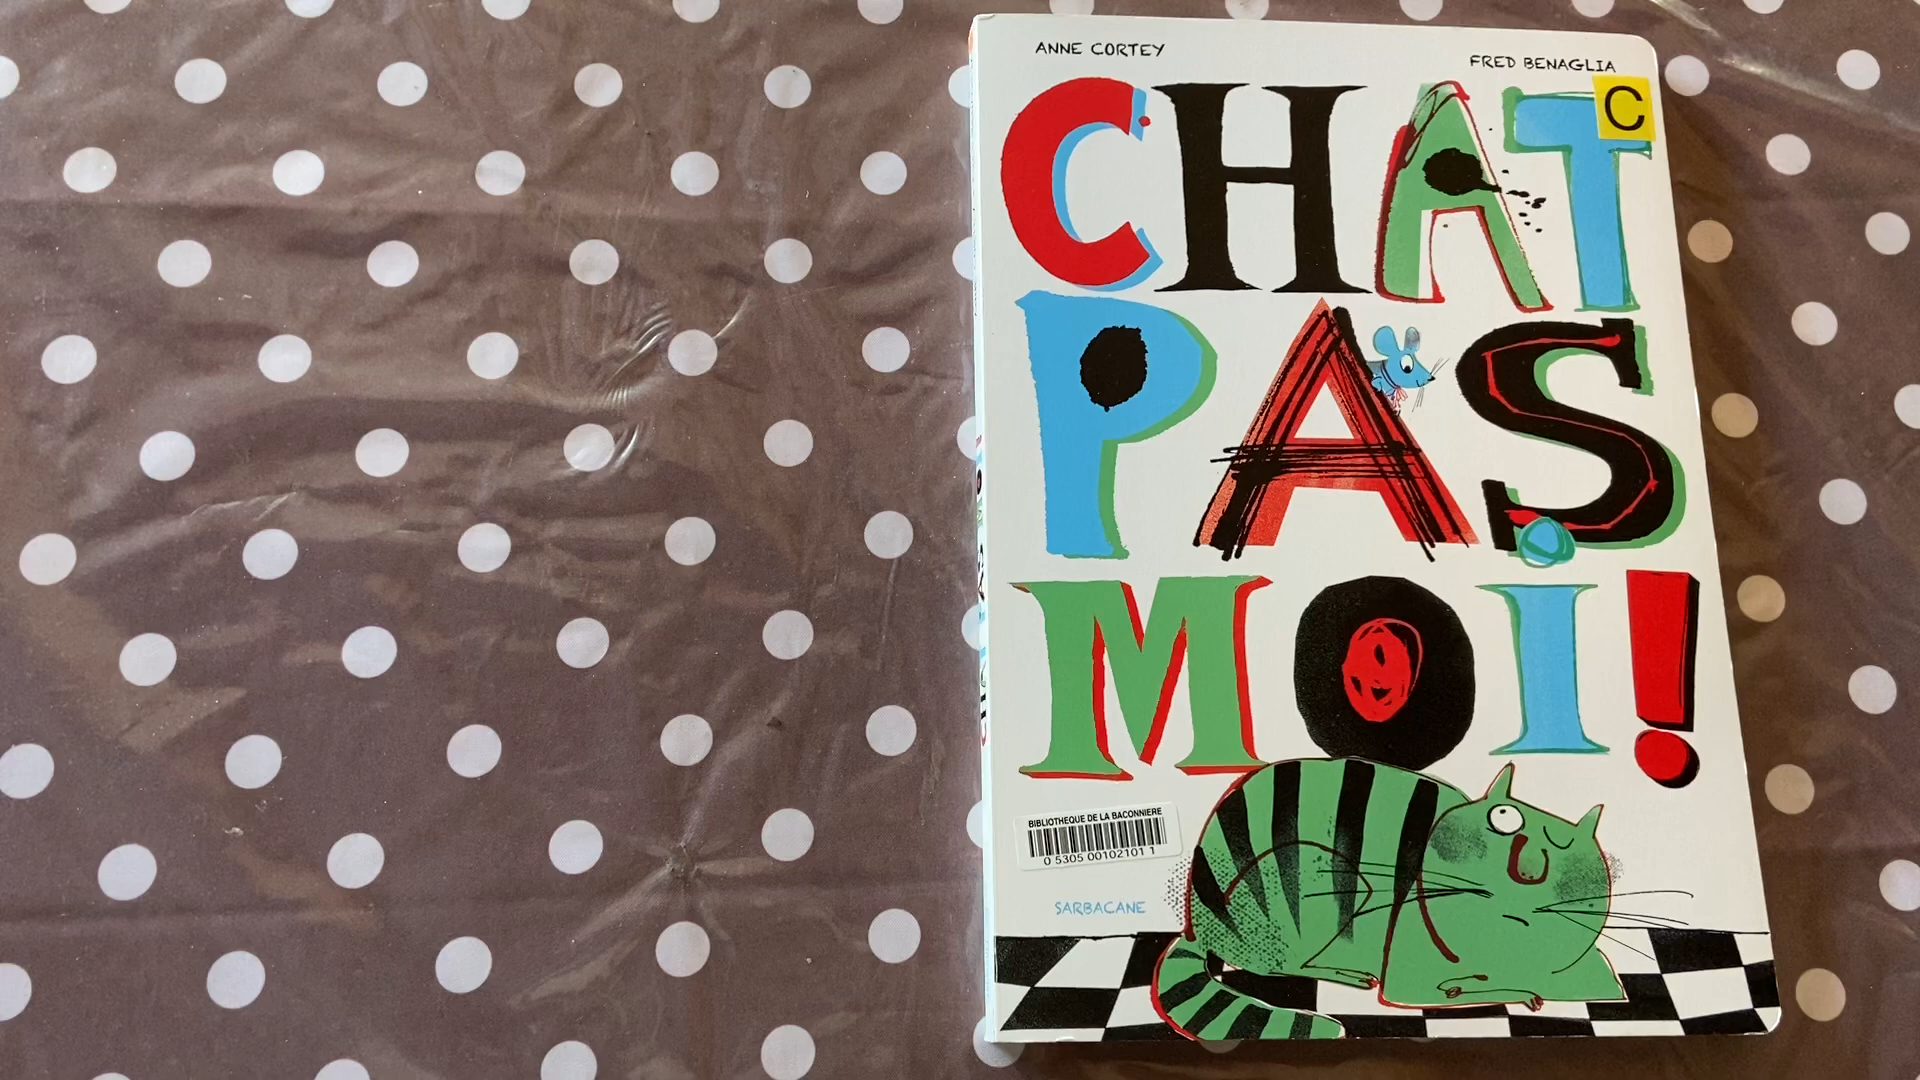 ANNE CORTEY
FRED BENAGLIA
C
CHAT
PAS
MOi!
BIBLIOTHEQUE DE LA BACONNIERE
0 5305 00102101 1
SARBACANE